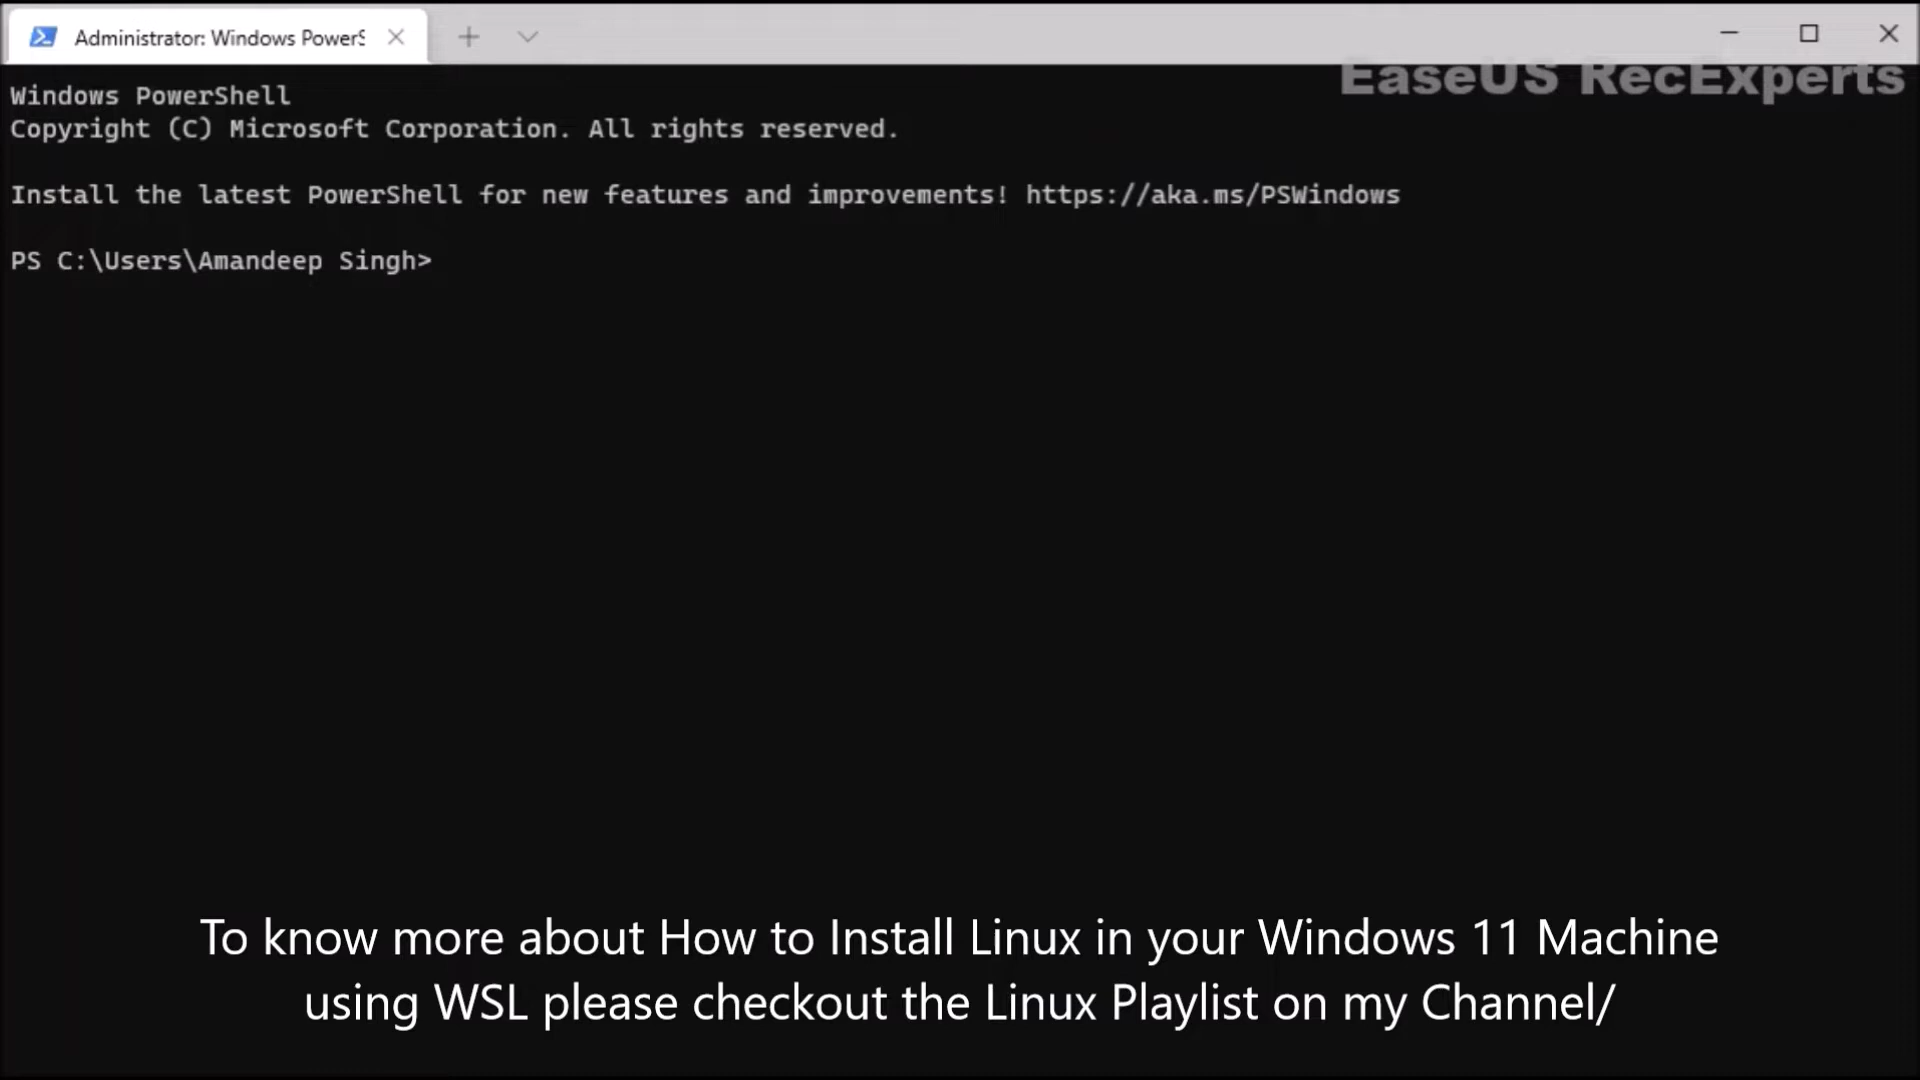 Administrator: Windows PowerS
EaseUS RecExperts
Windows PowerShell
Copyright (C) Microsoft Corporation. All rights reserved.
Install the latest PowerShell for new features and improvements! https://aka.ms/PSWindows
PS C:\Users\Amandeep Singh>
To know more about How to Install Linux in your Windows 11 Machine
using WSL please checkout the Linux Playlist on my Channel/